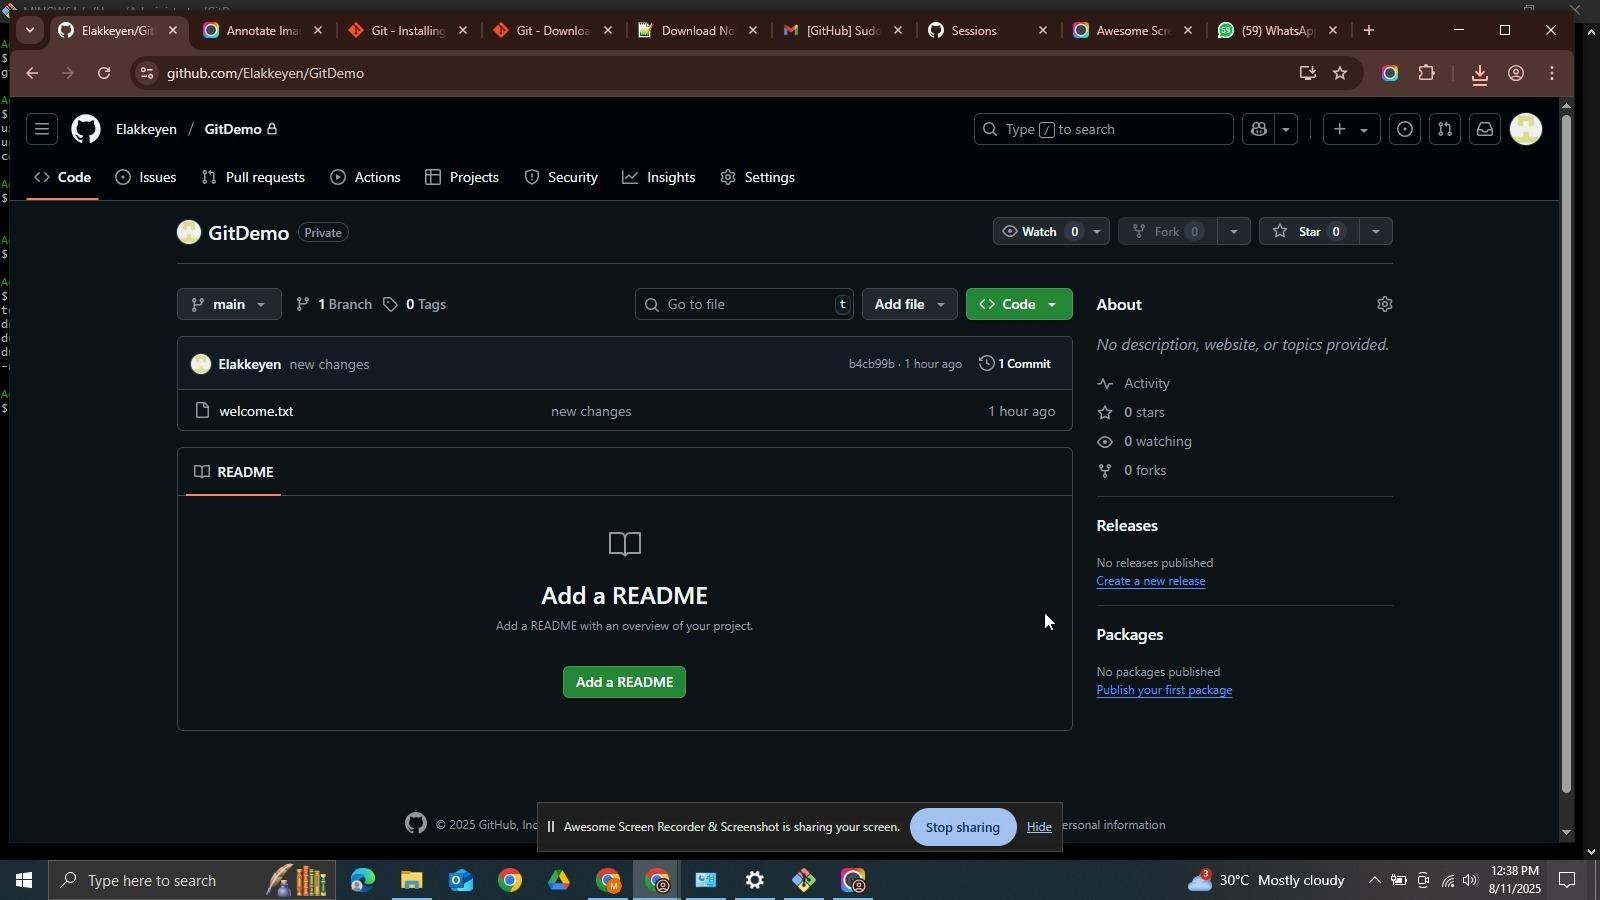 Elakkeyen/Git
Annotate Ima
Git - Installing
Git - Downloa
Download No
[GitHub] Sudo
Sessions
Awesome Scr
(59) WhatsApp
github.com/Elakkeyen/GitDemo
Elakkeyen / GitDemo
Type / to search
Code
Issues
Pull requests
Actions
Projects
Security
Insights
Settings
GitDemo
Private
Watch 0
Fork 0
Star 0
main
1 Branch
0 Tags
Go to file
t
Add file
Code
About
No description, website, or topics provided.
Elakkeyen new changes
b4cb99b · 1 hour ago
1 Commit
Activity
welcome.txt
new changes
1 hour ago
0 stars
0 watching
README
0 forks
Releases
No releases published
Create a new release
Add a README
Add a README with an overview of your project.
Packages
No packages published
Publish your first package
Add a README
© 2025 GitHub, Inc
Awesome Screen Recorder & Screenshot is sharing your screen.
Stop sharing
Hide
ersonal information
Type here to search
3
30°C Mostly cloudy
12:38 PM
8/11/2025